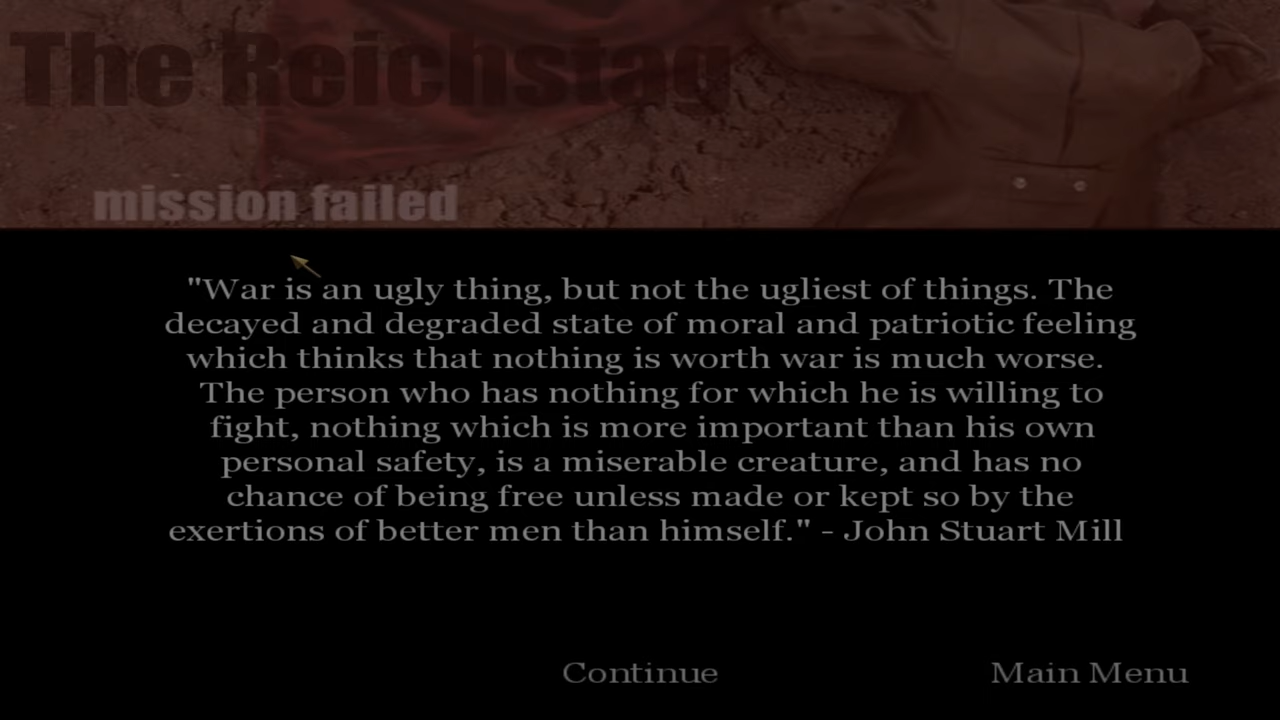 The Reichstag
mission failed
"War is an ugly thing, but not the ugliest of things. The
decayed and degraded state of moral and patriotic feeling
which thinks that nothing is worth war is much worse.
The person who has nothing for which he is willing to
fight, nothing which is more important than his own
personal safety, is a miserable creature, and has no
chance of being free unless made or kept so by the
exertions of better men than himself." - John Stuart Mill
Continue
Main Menu